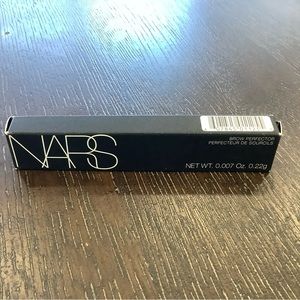 NARS
BROW PERFECTOR
PERFECTEUR DE SOURCILS
NET WT. 0.007 Oz. 0.22g